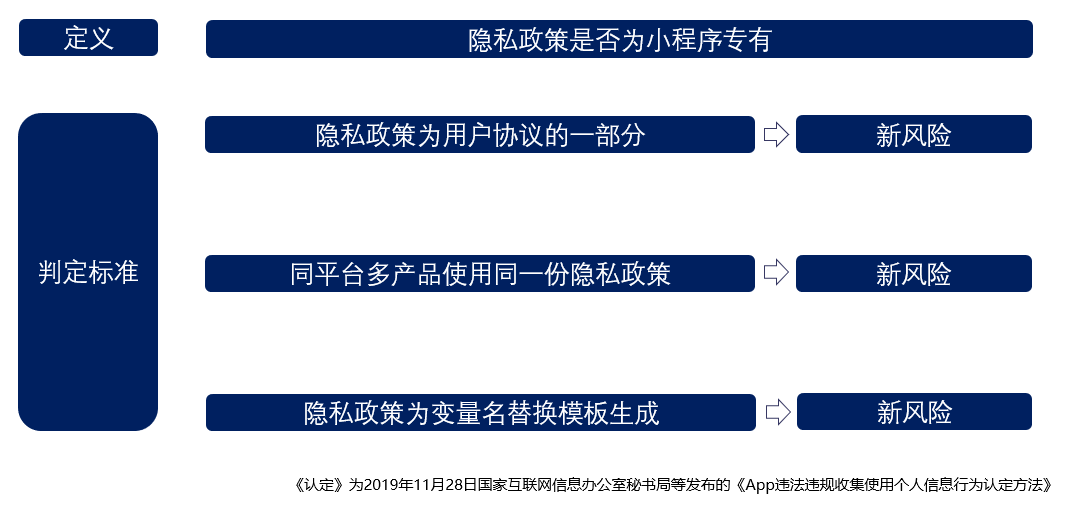 定义
隐私政策是否为小程序专有
隐私政策为用户协议的一部分
新风险
判定标准
同平台多产品使用同一份隐私政策
新风险
隐私政策为变量名替换模板生成
新风险
《认定》为2019年11月28日国家互联网信息办公室秘书局等发布的《App违法违规收集使用个人信息行为认定方法》